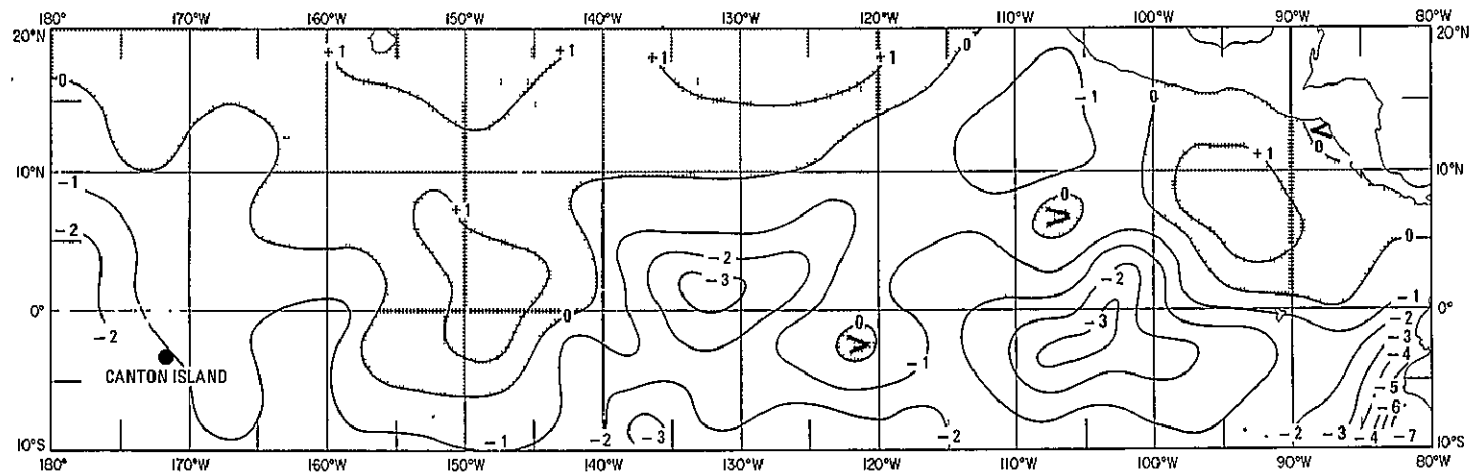 180° 170°W 160°W 150°W 140°W 130°W 120°W 110°W 100°W 90°W 80°W
20°N +1 +1 +1 +1 0 20°N
0 -1 0 0
10°N +1 10°N
-1 +1 0
-2 -2 0
-3 -2
0° 0 -3 -1 0°
-2 0 -2
-3
CANTON ISLAND -1 -4
-5
-6
10°S -1 -2 -3 -2 -2 -3 -4 -7 10°S
180° 170°W 160°W 150°W 140°W 130°W 120°W 110°W 100°W 90°W 80°W